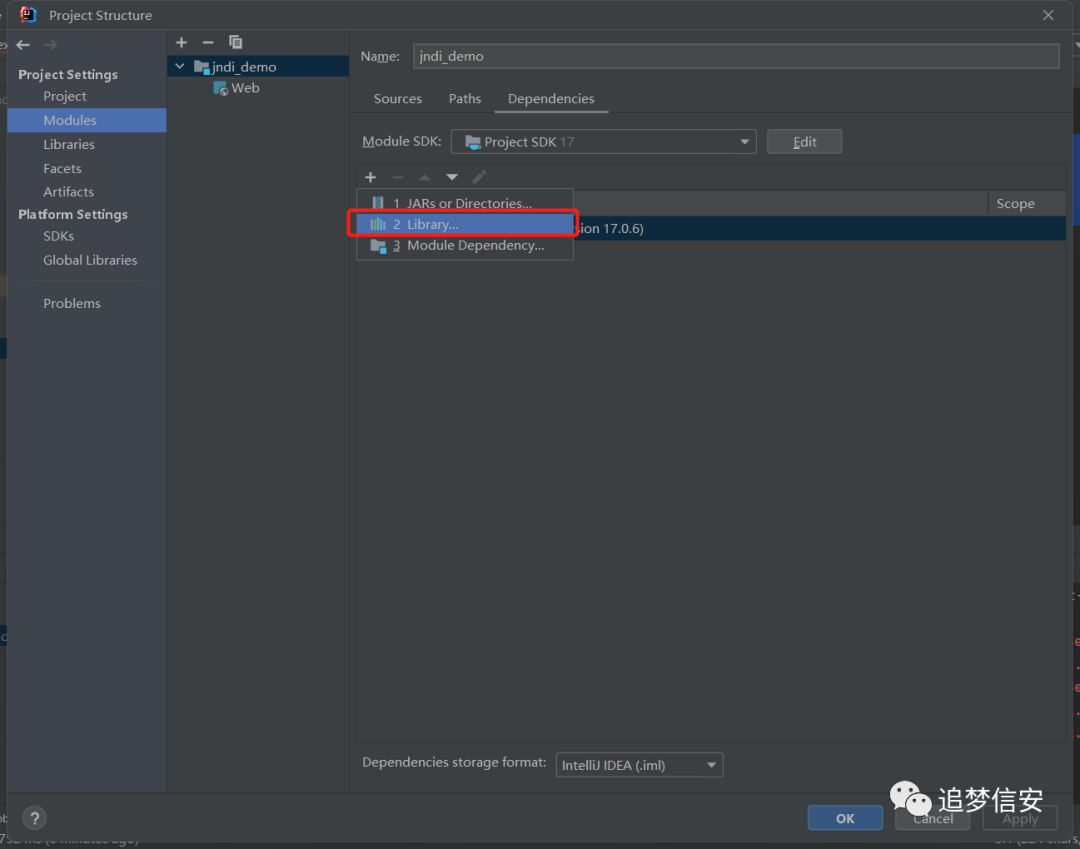 Project Structure
Project Settings
Project
Modules
Libraries
Facets
Artifacts
Platform Settings
SDKs
Global Libraries
Problems
jndi_demo
Web
Name:
jndi_demo
Sources
Paths
Dependencies
Module SDK:
Project SDK 17
Edit
1 JARs or Directories...
Scope
2 Library...
sion 17.0.6)
3 Module Dependency...
Dependencies storage format:
IntelliJ IDEA (.iml)
追梦信安
?
OK
Cancel
Apply